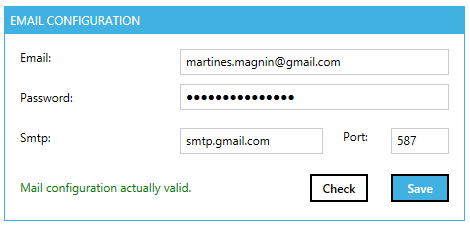 EMAIL CONFIGURATION
Email: martines.magnin@gmail.com
Password: ●●●●●●●●●●●●●●●
Smtp: smtp.gmail.com Port: 587
Mail configuration actually valid. Check Save